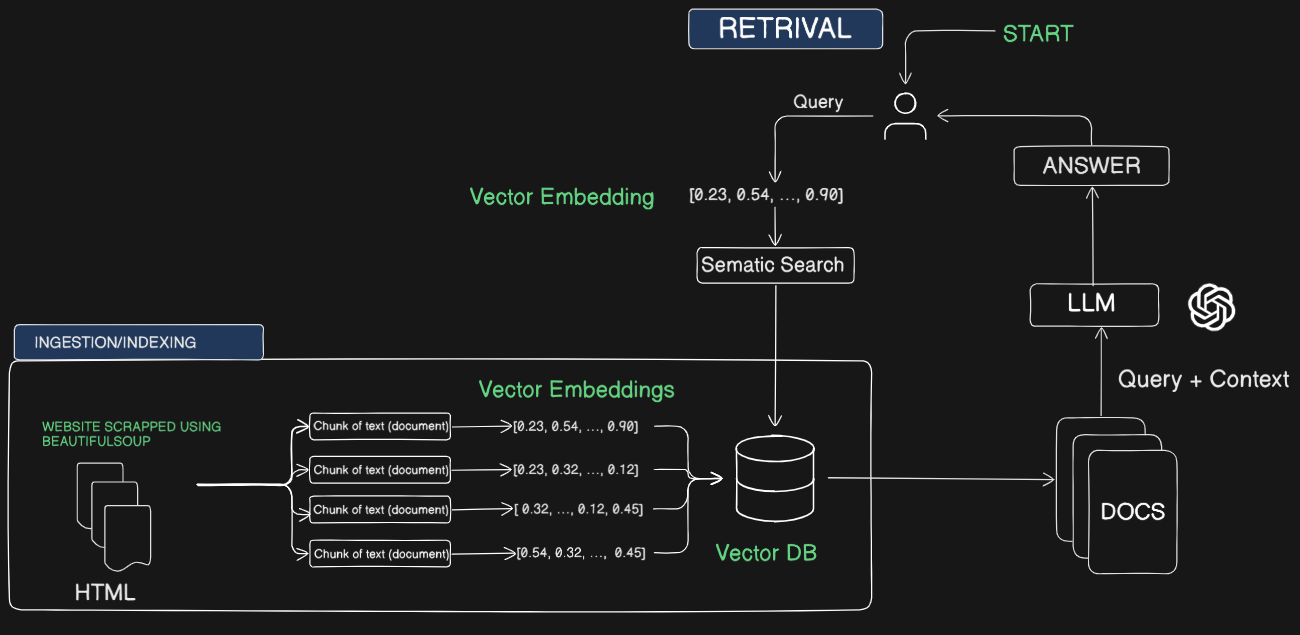 RETRIVAL
START
Query
ANSWER
Vector Embedding
[0.23, 0.54, ..., 0.90]
Sematic Search
LLM
Query + Context
INGESTION/INDEXING
Vector Embeddings
WEBSITE SCRAPPED USING
BEAUTIFULSOUP
Chunk of text (document)
[0.23, 0.54, ..., 0.90]
Chunk of text (document)
[0.23, 0.32, ..., 0.12]
Chunk of text (document)
[ 0.32, ..., 0.12, 0.45]
Chunk of text (document)
[0.54, 0.32, ..., 0.45]
HTML
Vector DB
DOCS